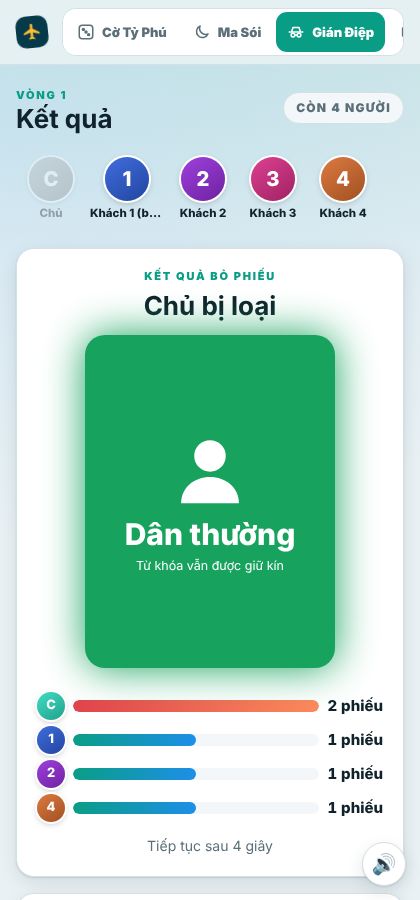 Cờ Tỷ Phú
Ma Sói
Gián Điệp
VÒNG 1
Kết quả
CÒN 4 NGƯỜI
C
1
2
3
4
Chủ
Khách 1 (b...
Khách 2
Khách 3
Khách 4
KẾT QUẢ BỎ PHIẾU
Chủ bị loại
Dân thường
Từ khóa vẫn được giữ kín
C 2 phiếu
1 1 phiếu
2 1 phiếu
4 1 phiếu
Tiếp tục sau 4 giây